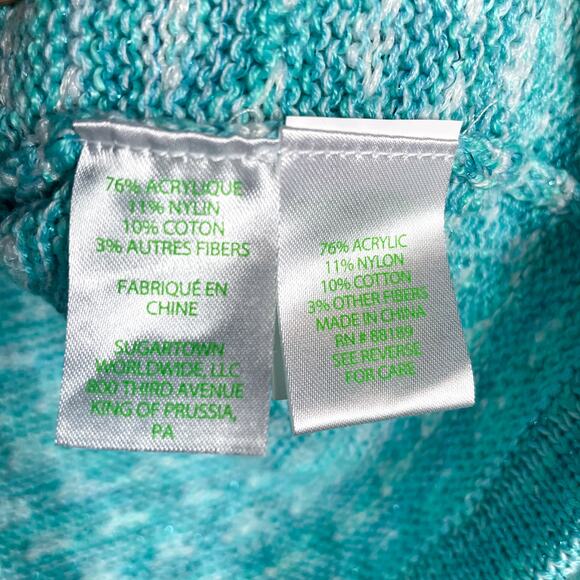 76% ACRYLIQUE
11% NYLIN
10% COTON
3% AUTRES FIBERS
FABRIQUÉ EN
CHINE
SUGARTOWN
WORLDWIDE, LLC
800 THIRD AVENUE
KING OF PRUSSIA,
PA
76% ACRYLIC
11% NYLON
10% COTTON
3% OTHER FIBERS
MADE IN CHINA
RN # 88189
SEE REVERSE
FOR CARE